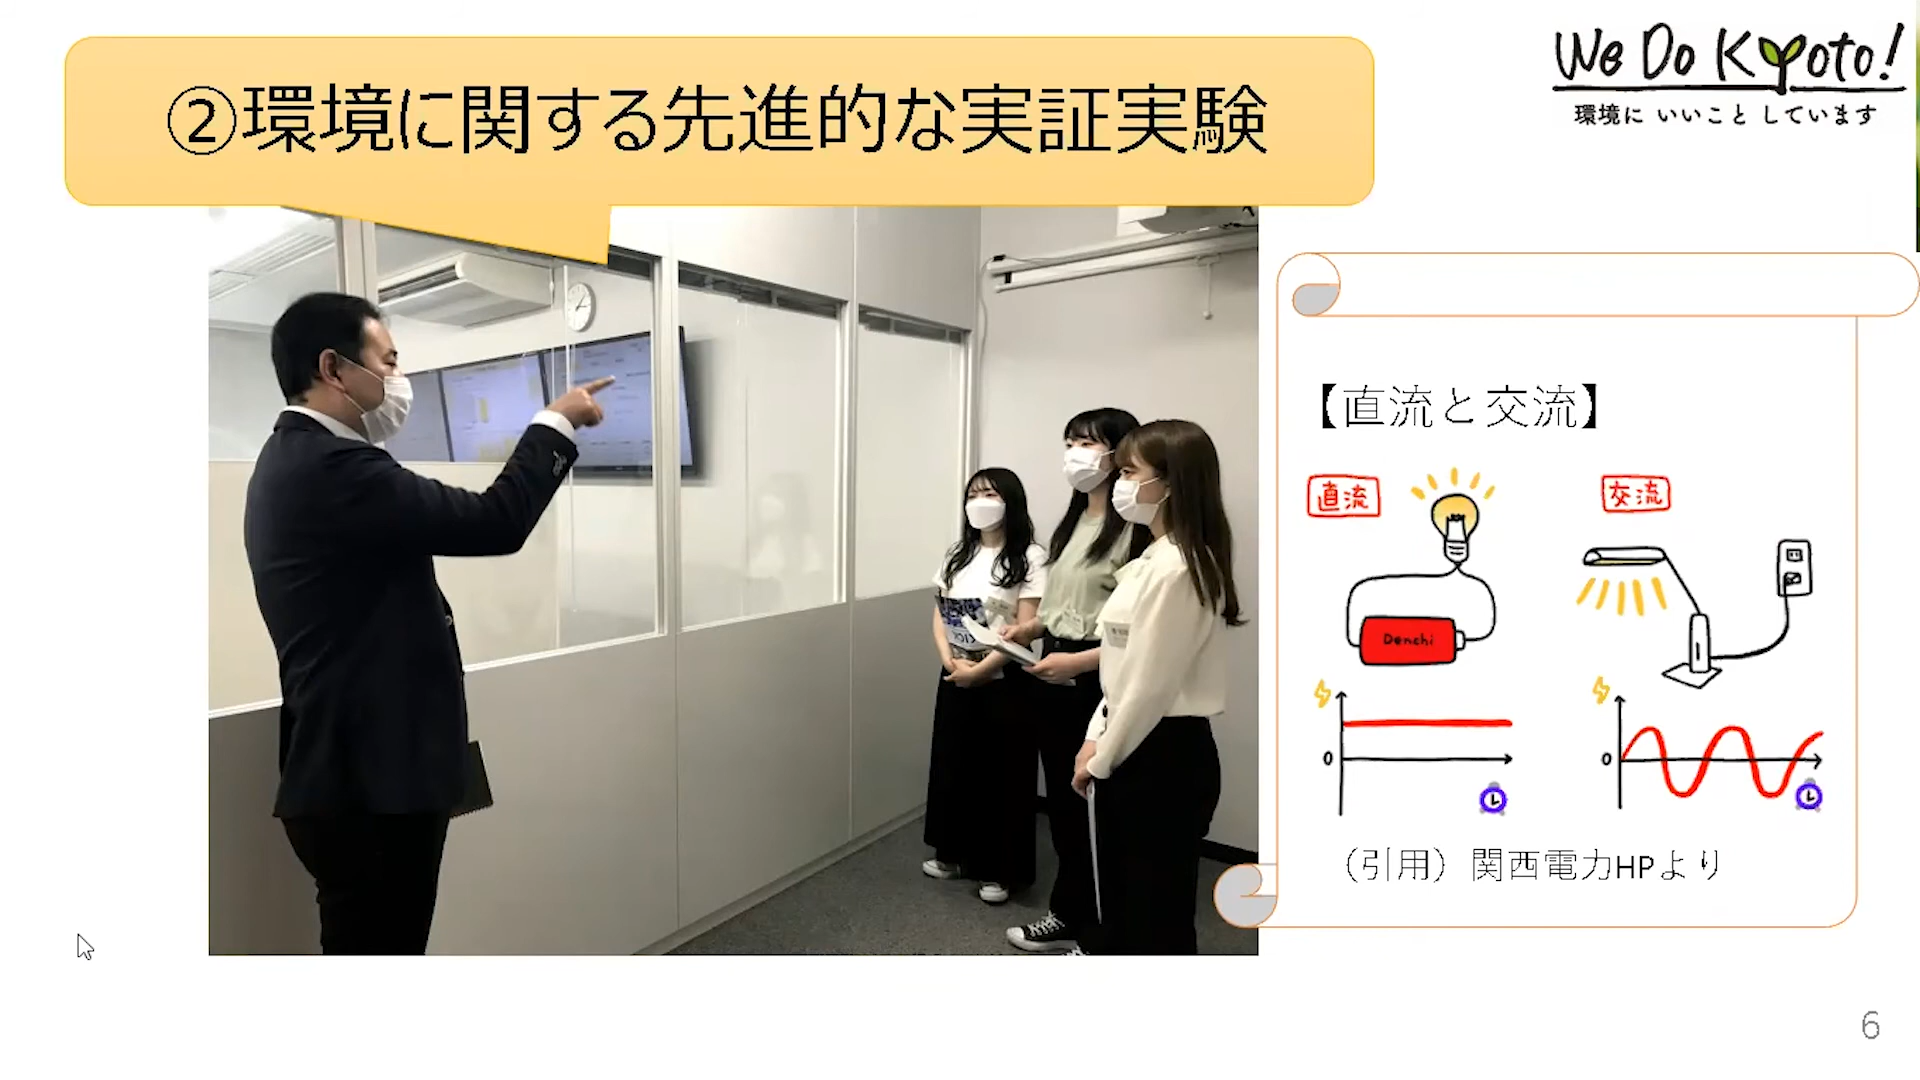 We Do Kyoto!
環境に いいこと しています
②環境に関する先進的な実証実験
【直流と交流】
直流
交流
Denchi
0
0
（引用）関西電力HPより
6